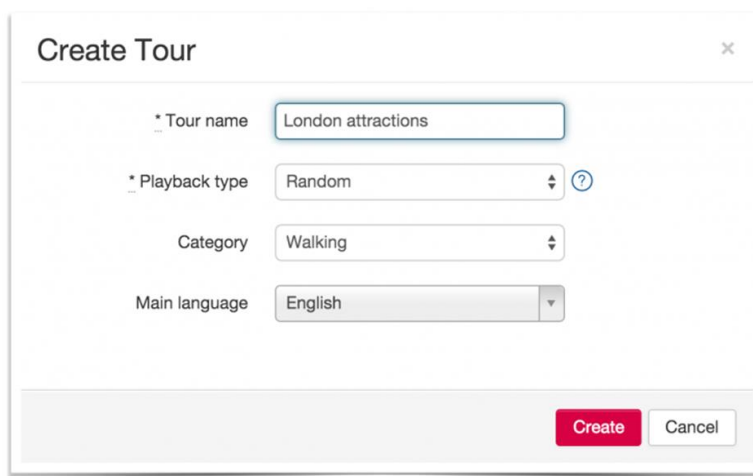 Create Tour ×
* Tour name London attractions
* Playback type Random ?
Category Walking
Main language English
Create Cancel